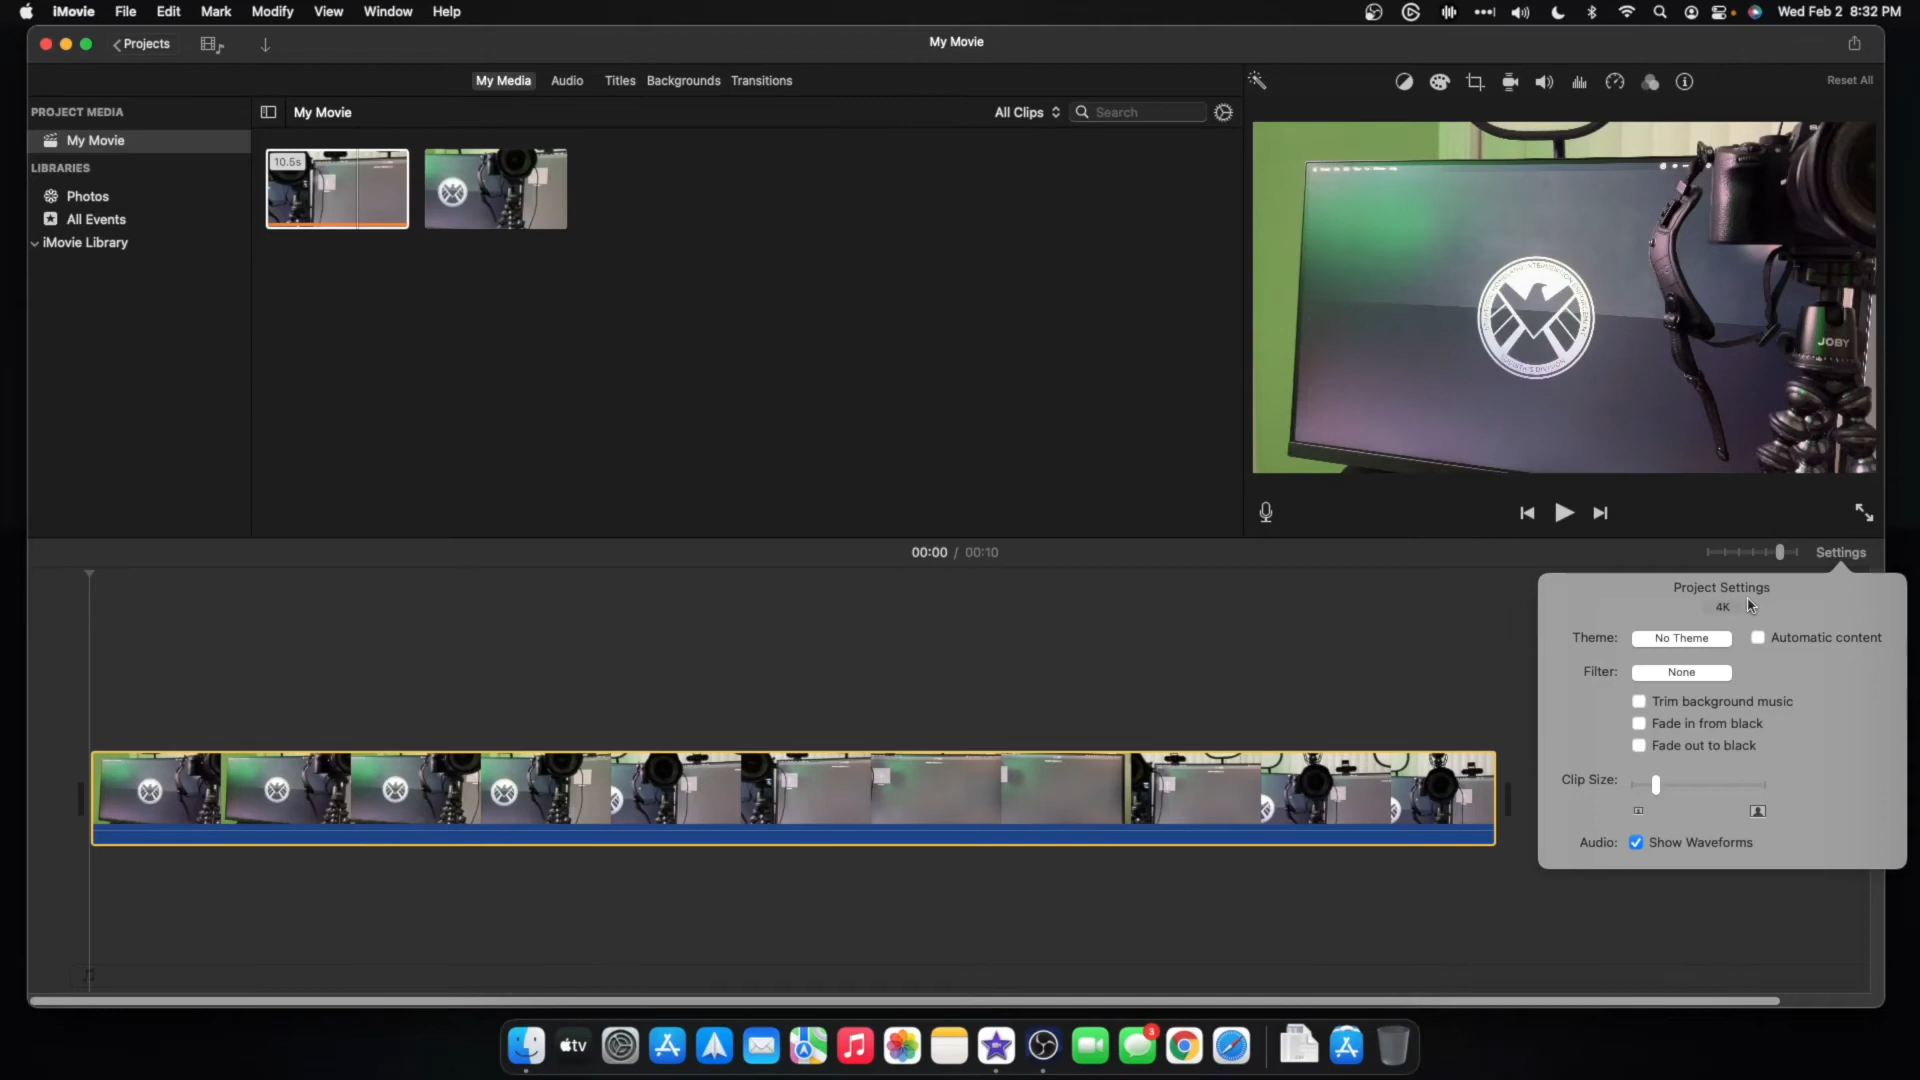 iMovie File Edit Mark Modify View Window Help
Wed Feb 2 8:32 PM
Projects
My Movie
My Media Audio Titles Backgrounds Transitions
Reset All
PROJECT MEDIA
My Movie
LIBRARIES
Photos
All Events
iMovie Library
My Movie
All Clips
Search
10.5s
JOBY
00:00 / 00:10
Settings
Project Settings
4K
Theme: No Theme Automatic content
Filter: None
Trim background music
Fade in from black
Fade out to black
Clip Size:
Audio: Show Waveforms
tv
3